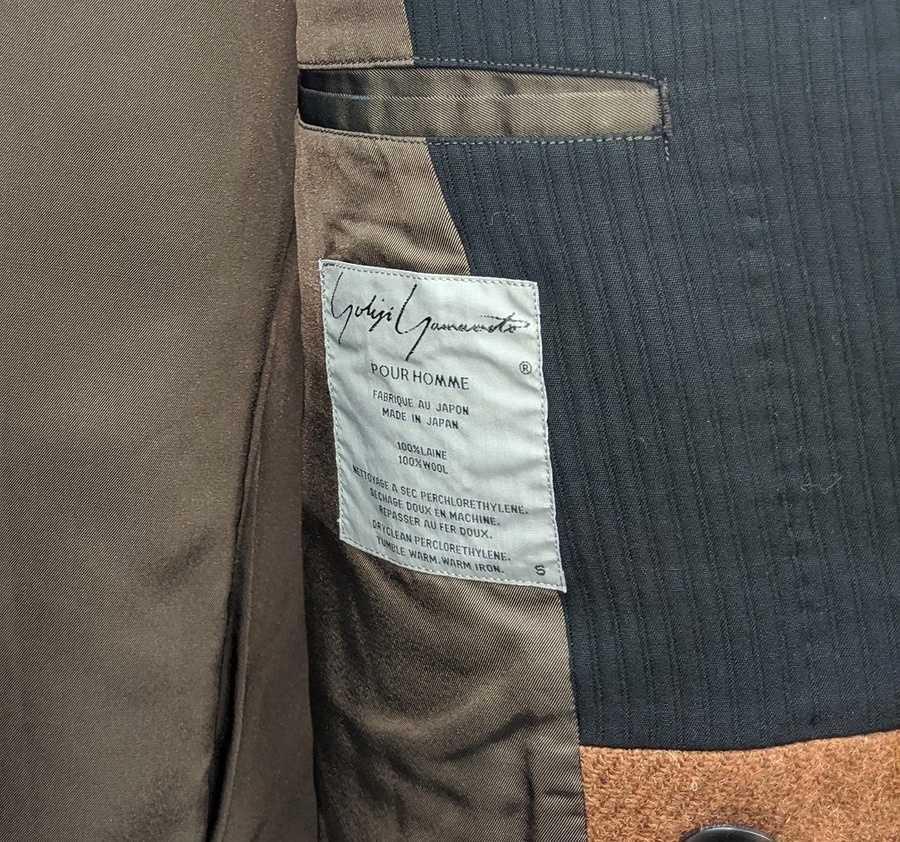 Yohji Yamamoto
®
POUR HOMME
FABRIQUE AU JAPON
MADE IN JAPAN
100%LAINE
100%WOOL
NETTOYAGE A SEC PERCHLORETHYLENE.
SECHAGE DOUX EN MACHINE.
REPASSER AU FER DOUX.
DRYCLEAN PERCLORETHYLENE.
TUMBLE WARM.WARM IRON.
S